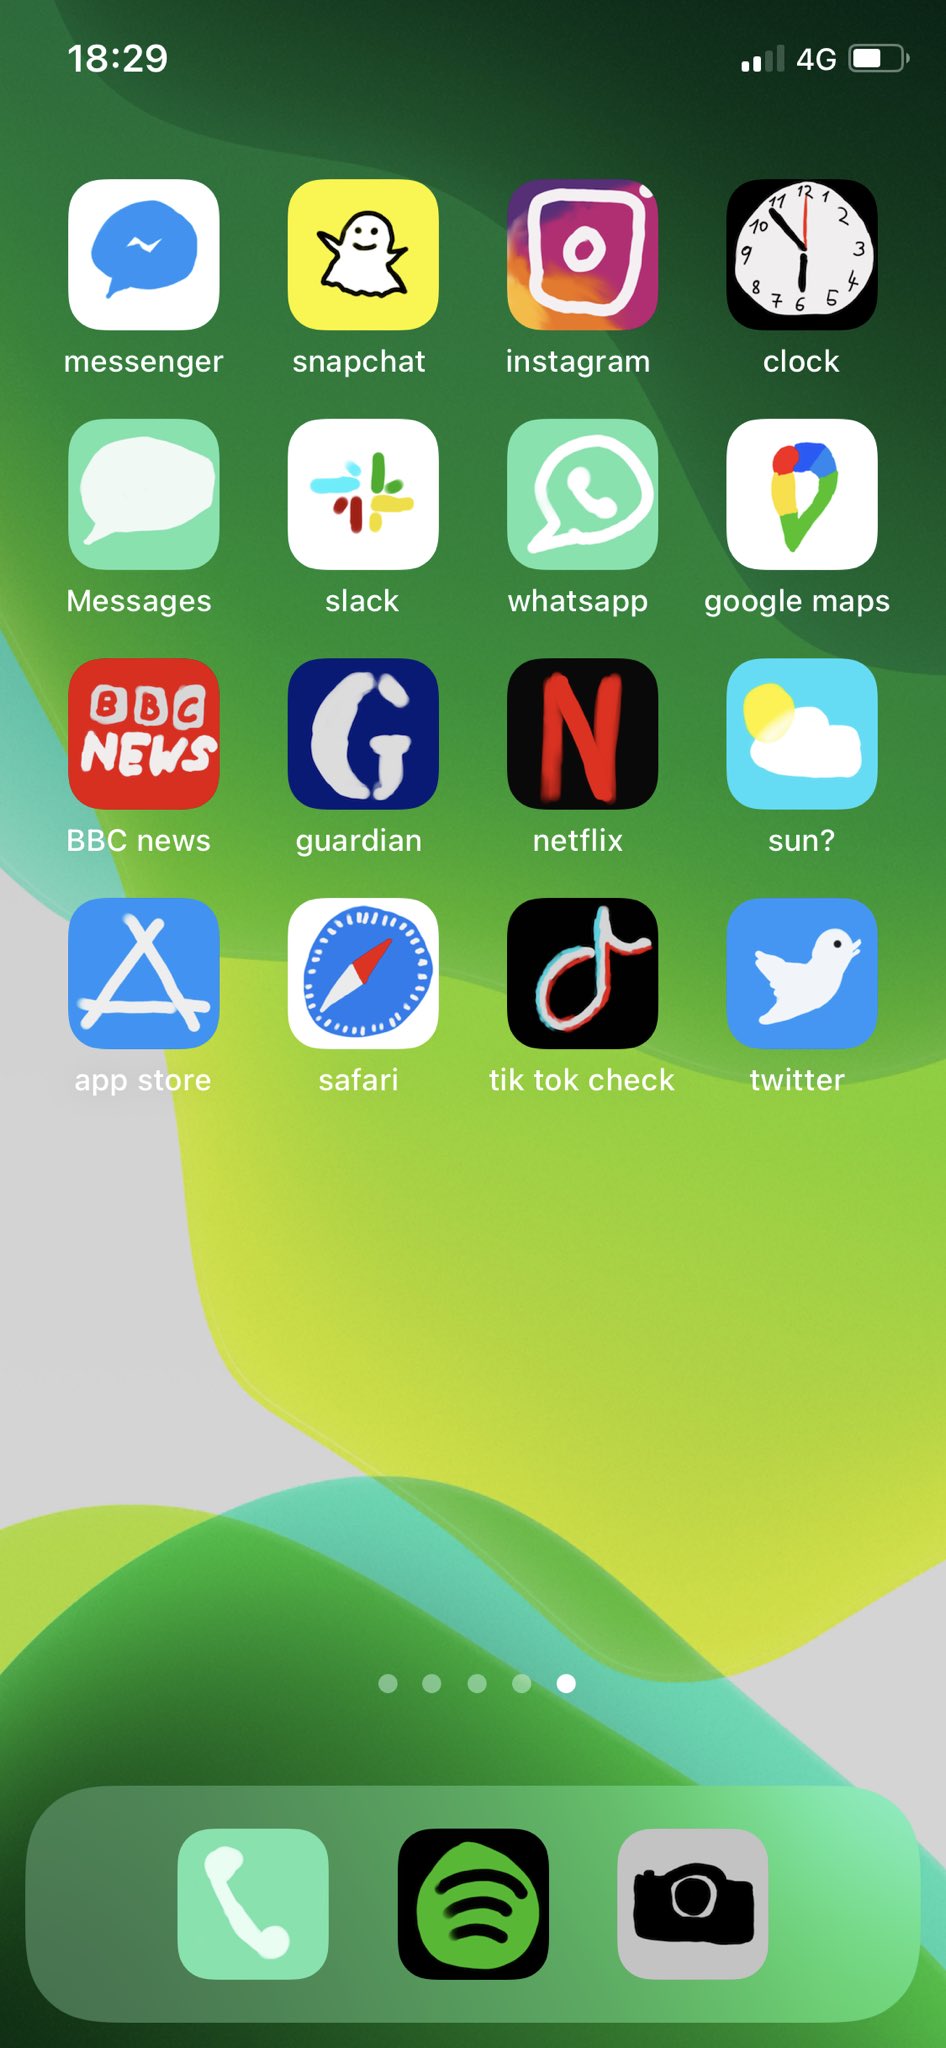 18:29 4G
12 1 2 3 4 5 6 7 8 9 10 11
messenger snapchat instagram clock
Messages slack whatsapp google maps
B B C
NEWS
G
N
BBC news guardian netflix sun?
app store safari tik tok check twitter